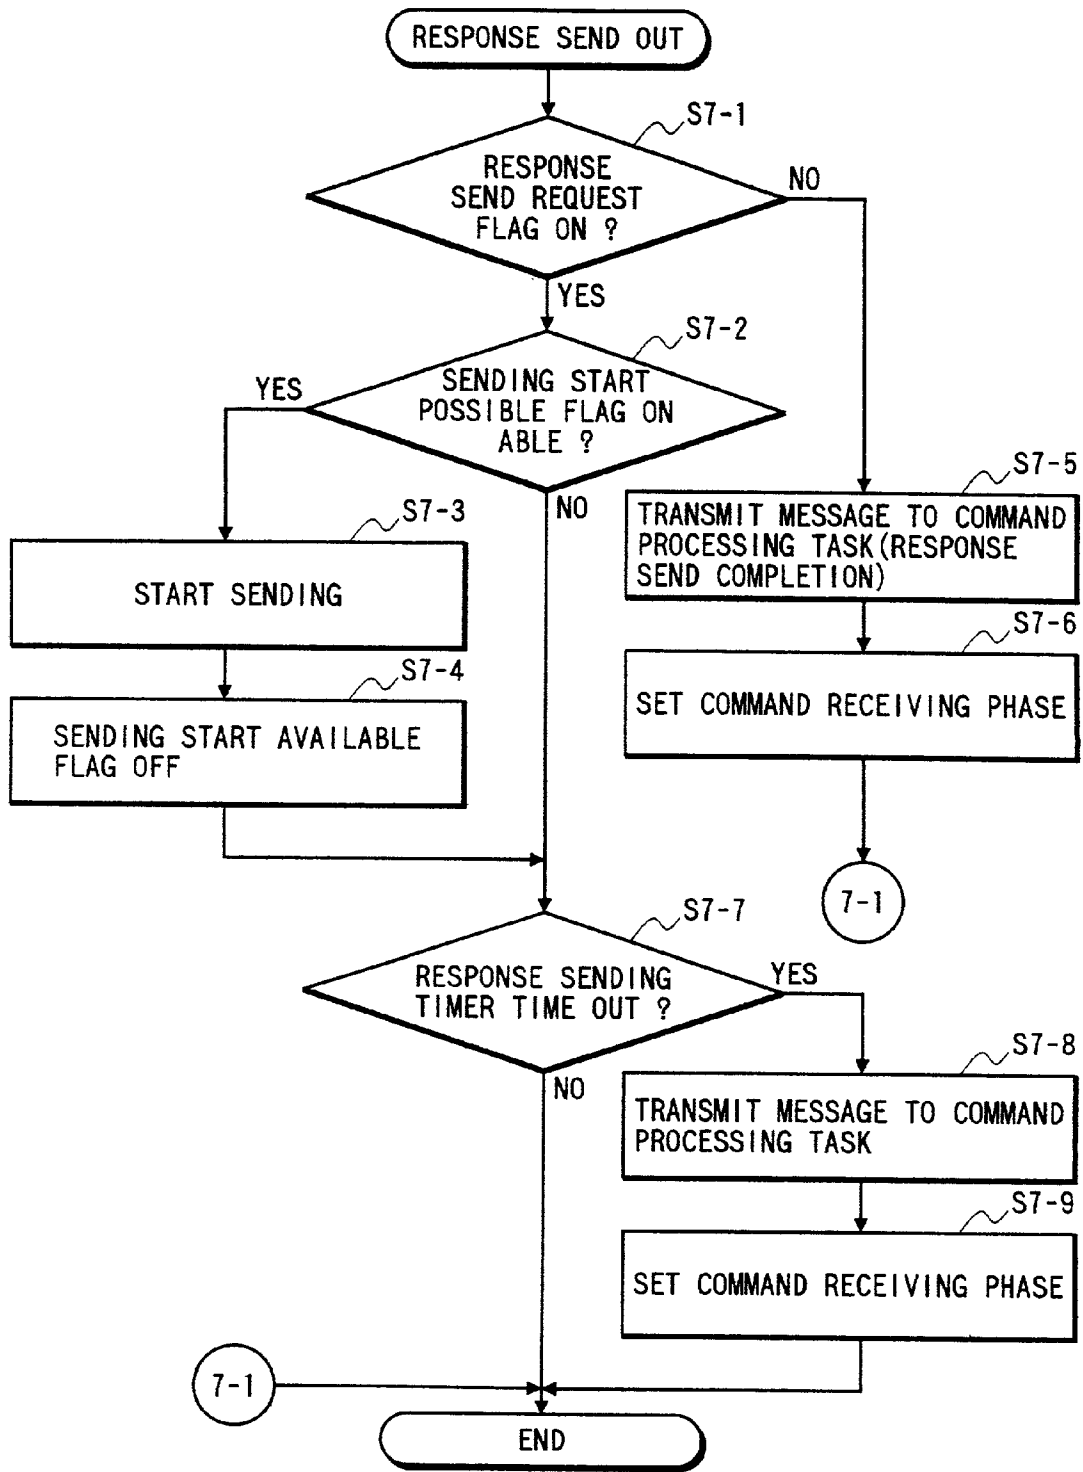 RESPONSE SEND OUT
S7-1
RESPONSE
SEND REQUEST
FLAG ON ?
NO
YES
S7-2
SENDING START
POSSIBLE FLAG ON
ABLE ?
YES
NO
S7-3
START SENDING
S7-4
SENDING START AVAILABLE
FLAG OFF
S7-5
TRANSMIT MESSAGE TO COMMAND
PROCESSING TASK(RESPONSE
SEND COMPLETION)
S7-6
SET COMMAND RECEIVING PHASE
7-1
S7-7
RESPONSE SENDING
TIMER TIME OUT ?
YES
NO
S7-8
TRANSMIT MESSAGE TO COMMAND
PROCESSING TASK
S7-9
SET COMMAND RECEIVING PHASE
7-1
END